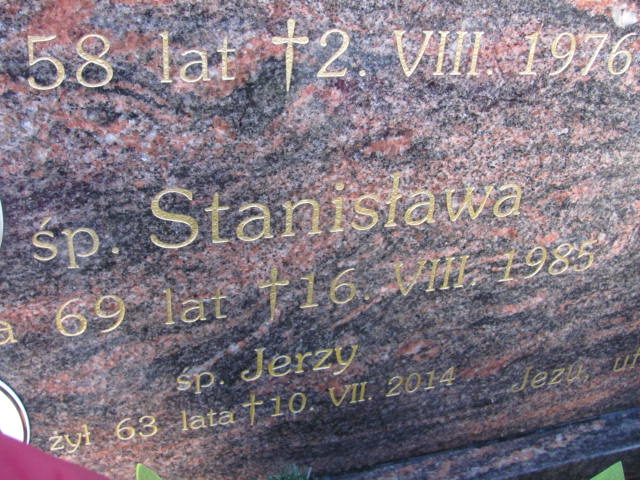 58 lat † 2. VIII. 1976
śp. Stanisława
a 69 lat † 16. VIII. 1985
śp. Jerzy
żył 63 lata † 10. VII. 2014
Jezu,